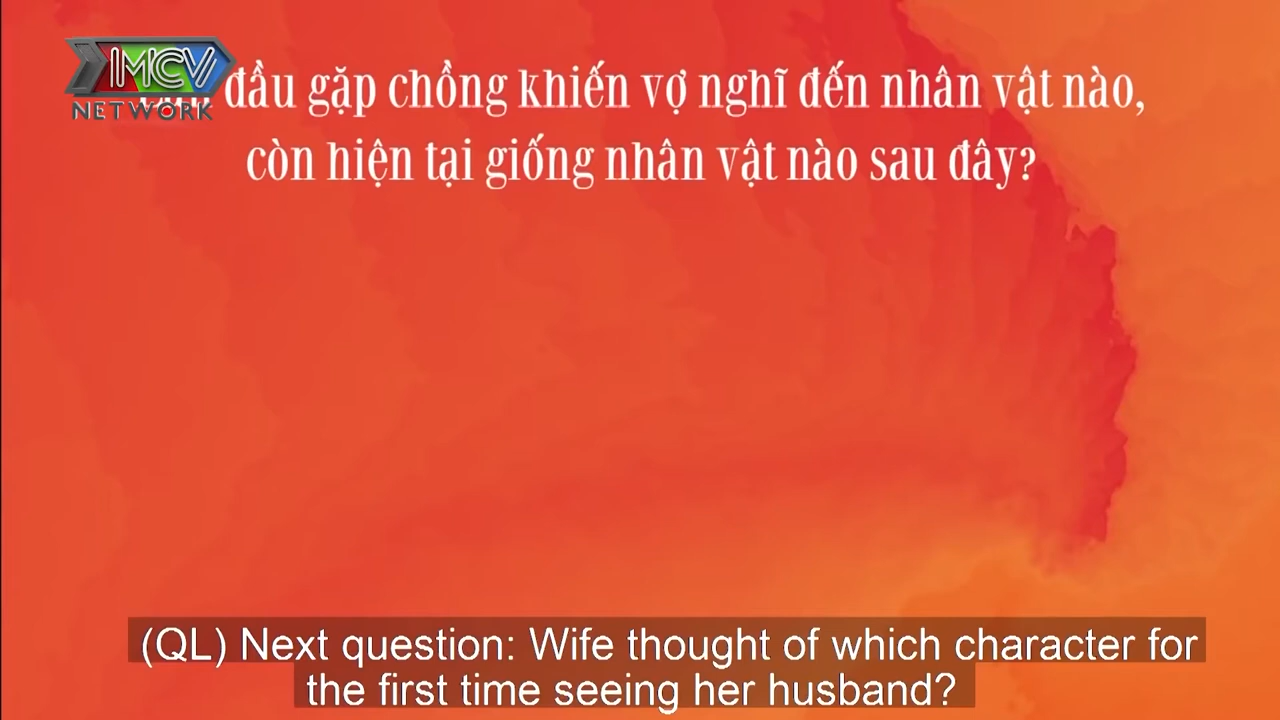 MCV
NETWORK
đầu gặp chồng khiến vợ nghĩ đến nhân vật nào,
còn hiện tại giống nhân vật nào sau đây?
(QL) Next question: Wife thought of which character for
the first time seeing her husband?